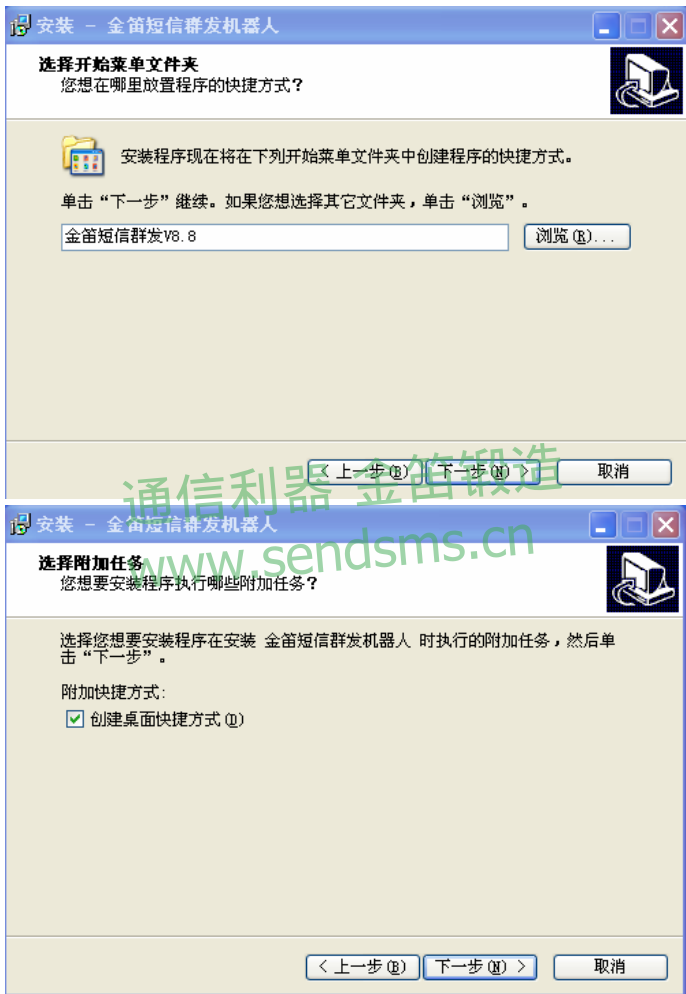 安装 - 金笛短信群发机器人
选择开始菜单文件夹
您想在哪里放置程序的快捷方式?
安装程序现在将在下列开始菜单文件夹中创建程序的快捷方式。
单击“下一步”继续。如果您想选择其它文件夹,单击“浏览”。
金笛短信群发V8.8
浏览(R)...
< 上一步(B)
下一步(N) >
取消
通信利器 金笛锻造
安装 - 金笛短信群发机器人
www.sendsms.cn
选择附加任务
您想要安装程序执行哪些附加任务?
选择您想要安装程序在安装 金笛短信群发机器人 时执行的附加任务,然后单
击“下一步”。
附加快捷方式:
创建桌面快捷方式(D)
< 上一步(B)
下一步(N) >
取消